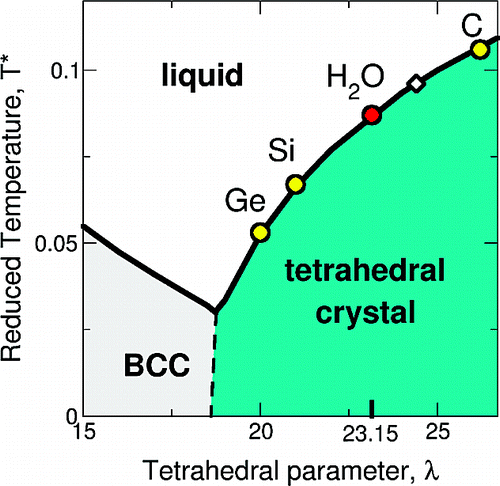 C
0.1
liquid
H2O
Si
Ge
0.05
tetrahedral
crystal
BCC
0
15
20
23.15
25
Reduced Temperature, T*
Tetrahedral parameter, λ